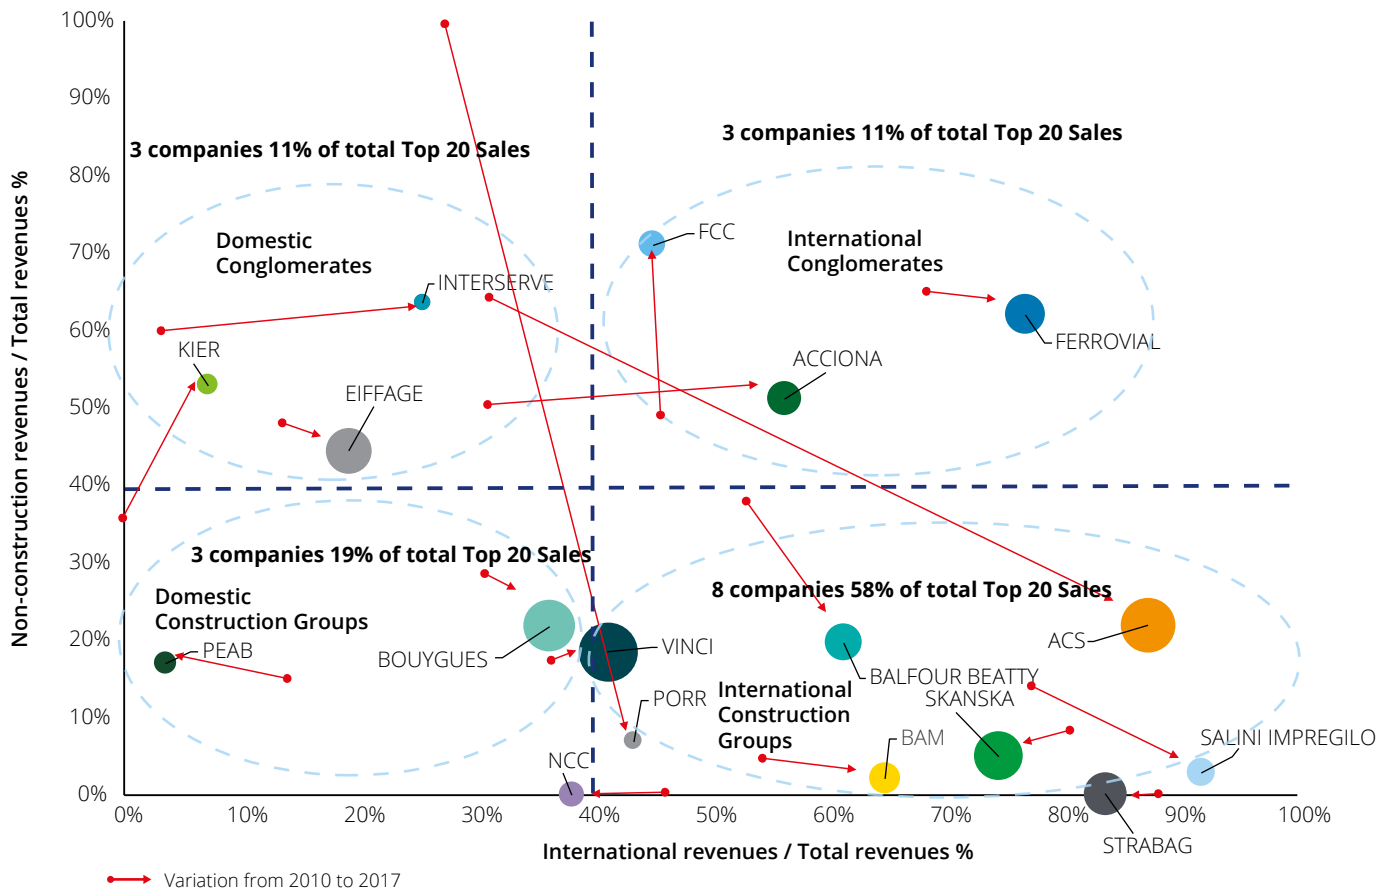 100%
90%
80%
70%
60%
50%
40%
30%
20%
10%
0%
Non-construction revenues / Total revenues %
3 companies 11% of total Top 20 Sales
Domestic
Conglomerates
INTERSERVE
KIER
EIFFAGE
3 companies 11% of total Top 20 Sales
FCC
International
Conglomerates
FERROVIAL
ACCIONA
3 companies 19% of total Top 20 Sales
Domestic
Construction Groups
PEAB
BOUYGUES
NCC
8 companies 58% of total Top 20 Sales
VINCI
ACS
BALFOUR BEATTY
PORR
International
Construction
Groups
SKANSKA
BAM
SALINI IMPREGILO
STRABAG
0%
10%
20%
30%
40%
50%
60%
70%
80%
90%
100%
International revenues / Total revenues %
Variation from 2010 to 2017